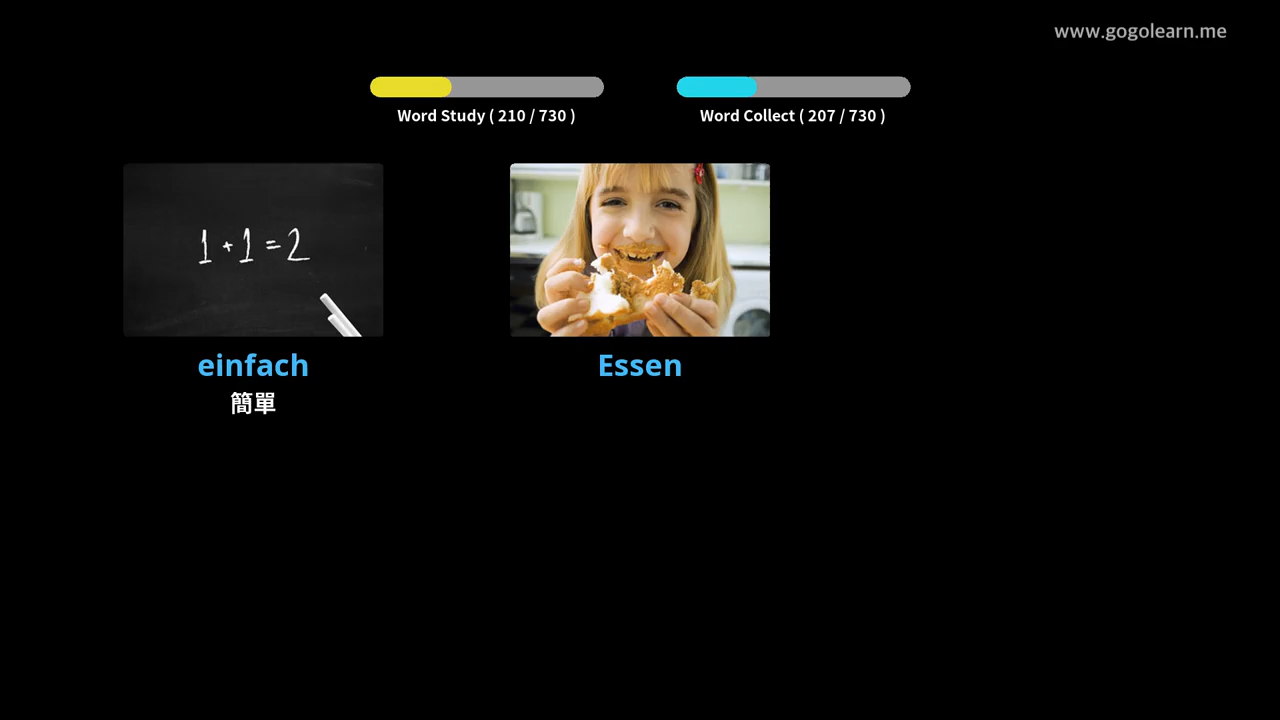 www.gogolearn.me
Word Study ( 210 / 730 )
Word Collect ( 207 / 730 )
1 + 1 = 2
einfach
簡單
Essen